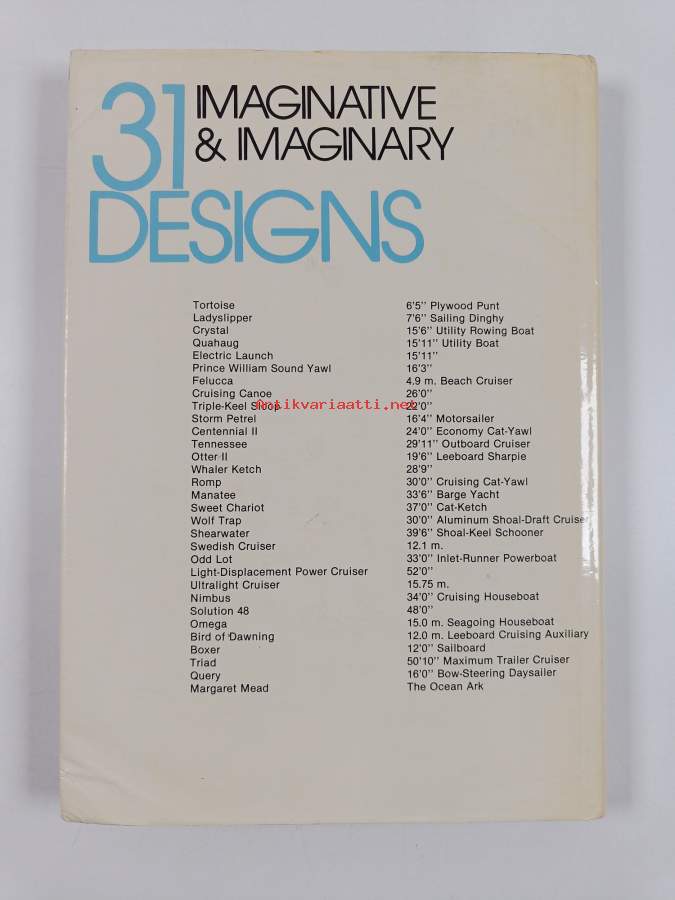 31 IMAGINATIVE
& IMAGINARY
DESIGNS
Tortoise 6'5'' Plywood Punt
Ladyslipper 7'6'' Sailing Dinghy
Crystal 15'6'' Utility Rowing Boat
Quahaug 15'11'' Utility Boat
Electric Launch 15'11''
Prince William Sound Yawl 16'3''
Felucca 4.9 m. Beach Cruiser
Cruising Canoe 26'0''
Triple-Keel Sloop 22'0''
Antikvariaatti.net
Storm Petrel 16'4'' Motorsailer
Centennial II 24'0'' Economy Cat-Yawl
Tennessee 29'11'' Outboard Cruiser
Otter II 19'6'' Leeboard Sharpie
Whaler Ketch 28'9''
Romp 30'0'' Cruising Cat-Yawl
Manatee 33'6'' Barge Yacht
Sweet Chariot 37'0'' Cat-Ketch
Wolf Trap 30'0'' Aluminum Shoal-Draft Cruiser
Shearwater 39'6'' Shoal-Keel Schooner
Swedish Cruiser 12.1 m.
Odd Lot 33'0'' Inlet-Runner Powerboat
Light-Displacement Power Cruiser 52'0''
Ultralight Cruiser 15.75 m.
Nimbus 34'0'' Cruising Houseboat
Solution 48 48'0''
Omega 15.0 m. Seagoing Houseboat
Bird of Dawning 12.0 m. Leeboard Cruising Auxiliary
Boxer 12'0'' Sailboard
Triad 50'10'' Maximum Trailer Cruiser
Query 16'0'' Bow-Steering Daysailer
Margaret Mead The Ocean Ark